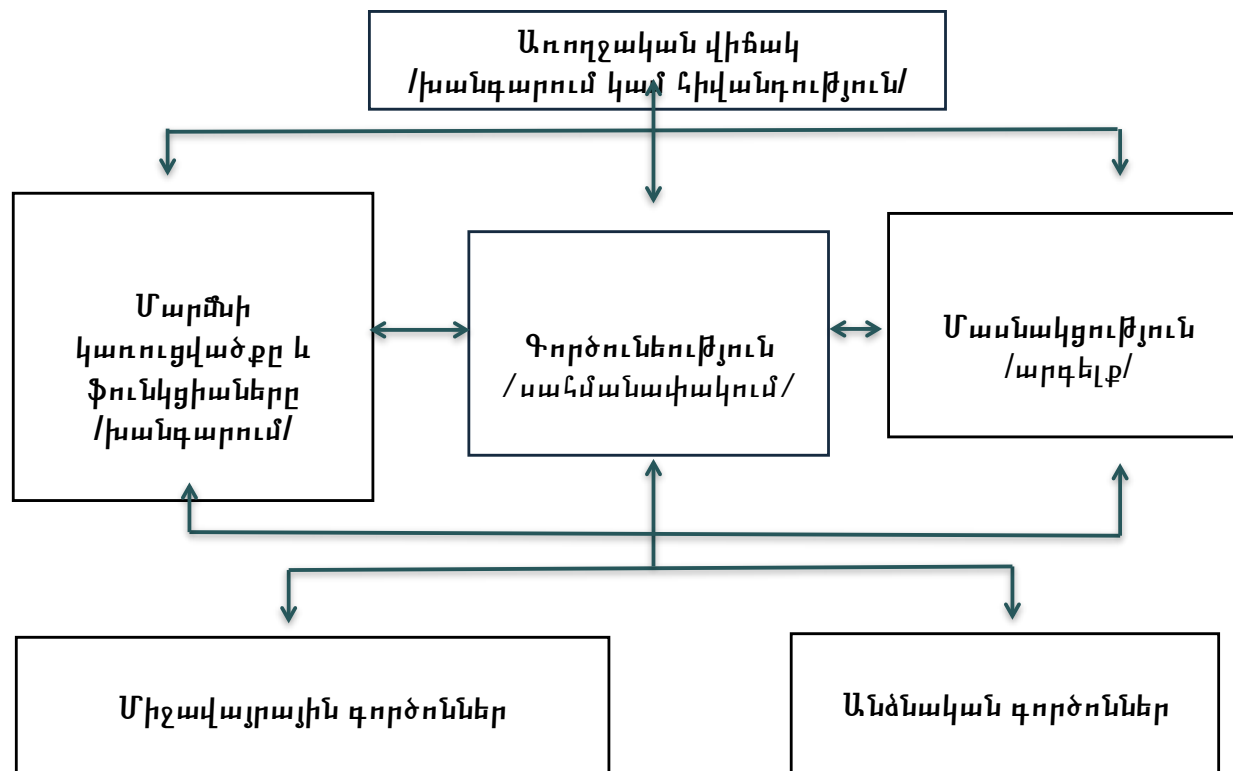 Առողջական վիճակ
/խանգարում կամ հիվանդություն/
Մարմնի
կառուցվածքը և
ֆունկցիաները
/խանգարում/
Գործունեություն
/սահմանափակում/
Մասնակցություն
/արգելք/
Միջավայրային գործոններ
Անձնական գործոններ